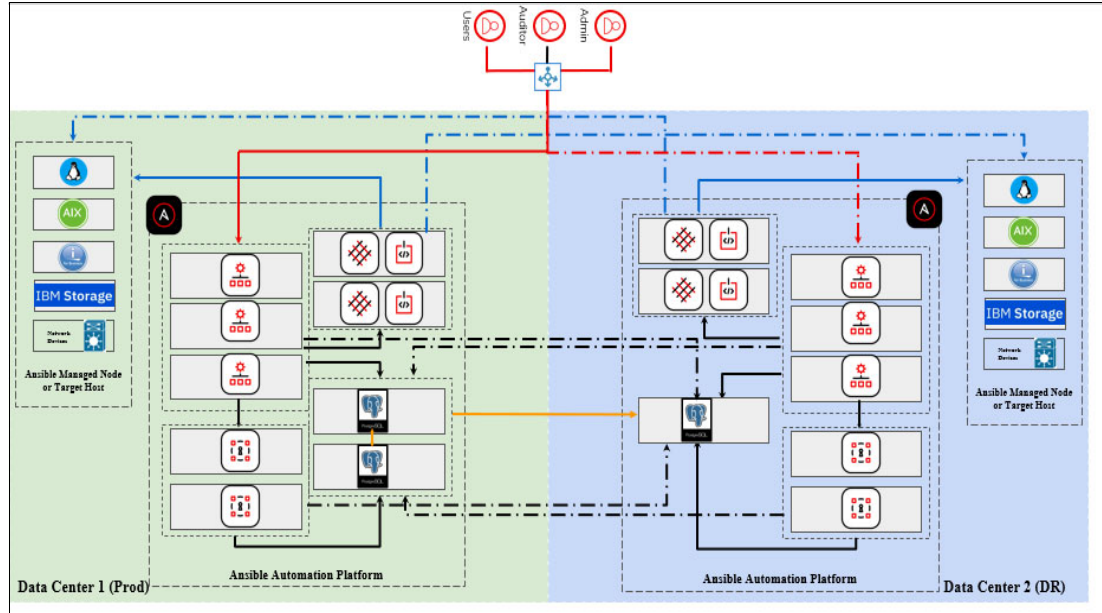 Users
Auditor
Admin
AIX
i
IBM Storage
Network
Devices
Ansible Managed Node
or Target Host
A
PostgreSQL
PostgreSQL
Ansible Automation Platform
Data Center 1 (Prod)
A
PostgreSQL
Ansible Automation Platform
AIX
i
IBM Storage
Network
Devices
Ansible Managed Node
or Target Host
Data Center 2 (DR)